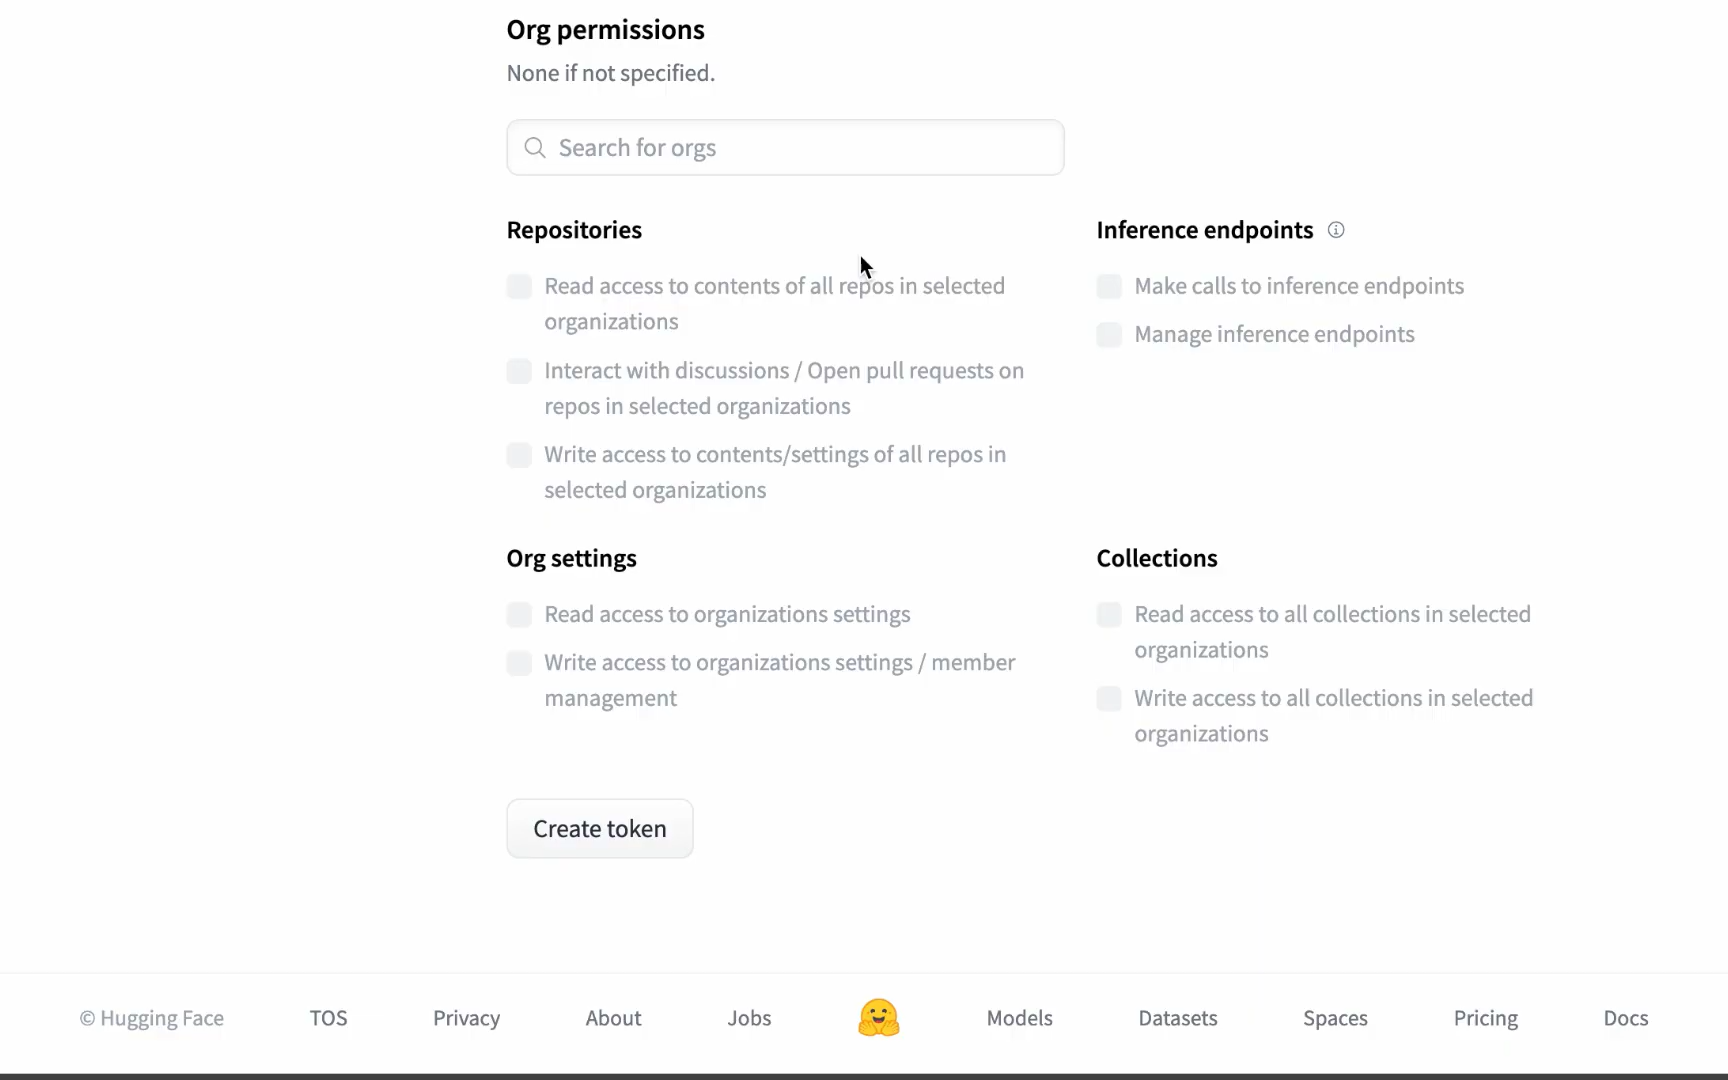 Org permissions
None if not specified.
Search for orgs
Repositories
Read access to contents of all repos in selected
organizations
Interact with discussions / Open pull requests on
repos in selected organizations
Write access to contents/settings of all repos in
selected organizations
Inference endpoints
Make calls to inference endpoints
Manage inference endpoints
Org settings
Read access to organizations settings
Write access to organizations settings / member
management
Collections
Read access to all collections in selected
organizations
Write access to all collections in selected
organizations
Create token
© Hugging Face TOS Privacy About Jobs Models Datasets Spaces Pricing Docs